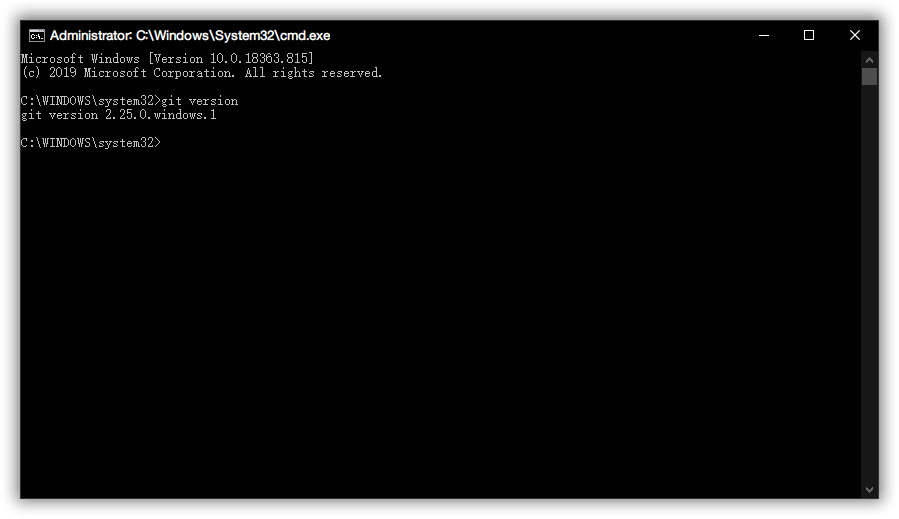 Administrator: C:\Windows\System32\cmd.exe
Microsoft Windows [Version 10.0.18363.815]
(c) 2019 Microsoft Corporation. All rights reserved.
C:\WINDOWS\system32>git version
git version 2.25.0.windows.1
C:\WINDOWS\system32>